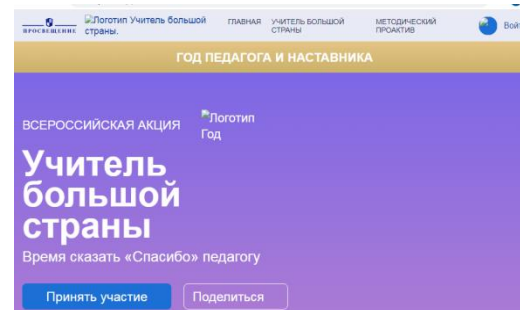 ПРОСВЕЩЕНИЕ
Логотип Учитель большой
страны.
ГЛАВНАЯ
УЧИТЕЛЬ БОЛЬШОЙ
СТРАНЫ
МЕТОДИЧЕСКИЙ
ПРОАКТИВ
ГОД ПЕДАГОГА И НАСТАВНИКА
ВСЕРОССИЙСКАЯ АКЦИЯ
Логотип
Год
Учитель
большой
страны
Время сказать «Спасибо» педагогу
Принять участие
Поделиться